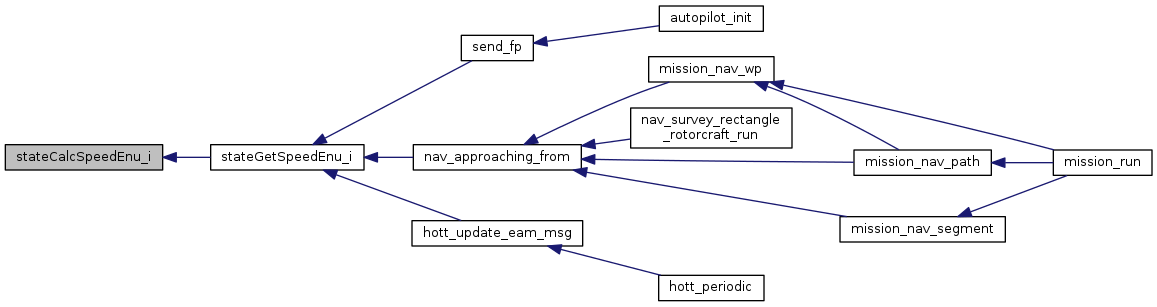 autopilot_init
send_fp
mission_nav_wp
nav_survey_rectangle
_rotorcraft_run
stateCalcSpeedEnu_i
stateGetSpeedEnu_i
nav_approaching_from
mission_nav_path
mission_run
hott_update_eam_msg
mission_nav_segment
hott_periodic